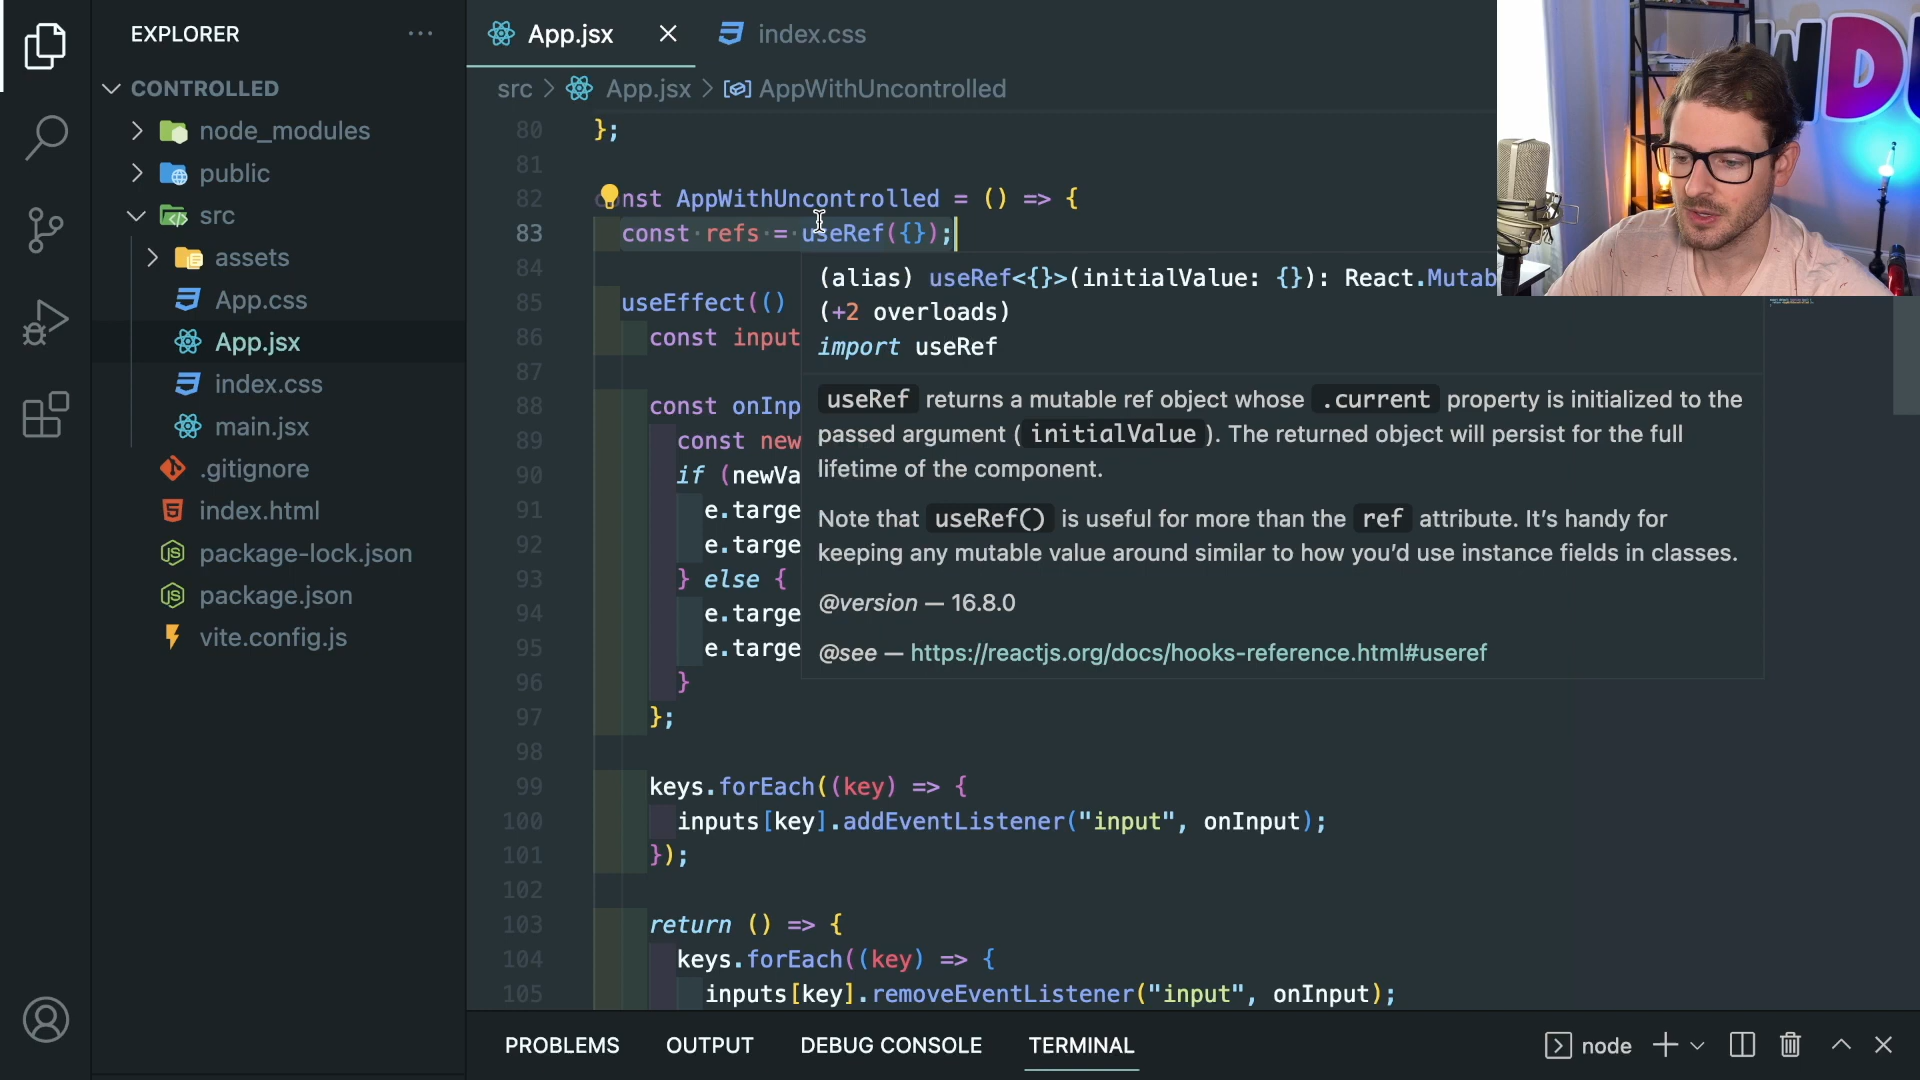 EXPLORER
CONTROLLED
node_modules
public
src
assets
App.css
App.jsx
index.css
main.jsx
.gitignore
index.html
package-lock.json
package.json
vite.config.js
App.jsx
index.css
src > App.jsx > AppWithUncontrolled
80 };
81
82 nst AppWithUncontrolled = () => {
83 const refs = useRef({});
84
85 useEffect(()
86 const input
87
88 const onInp
89 const new
90 if (newVa
91 e.targe
92 e.targe
93 } else {
94 e.targe
95 e.targe
96 }
97 };
98
99 keys.forEach((key) => {
100 inputs[key].addEventListener("input", onInput);
101 });
102
103 return () => {
104 keys.forEach((key) => {
105 inputs[key].removeEventListener("input", onInput);
(alias) useRef<{}>(initialValue: {}): React.Mutab
(+2 overloads)
import useRef
useRef returns a mutable ref object whose .current property is initialized to the
passed argument ( initialValue ). The returned object will persist for the full
lifetime of the component.
Note that useRef() is useful for more than the ref attribute. It’s handy for
keeping any mutable value around similar to how you’d use instance fields in classes.
@version — 16.8.0
@see — https://reactjs.org/docs/hooks-reference.html#useref
PROBLEMS
OUTPUT
DEBUG CONSOLE
TERMINAL
node